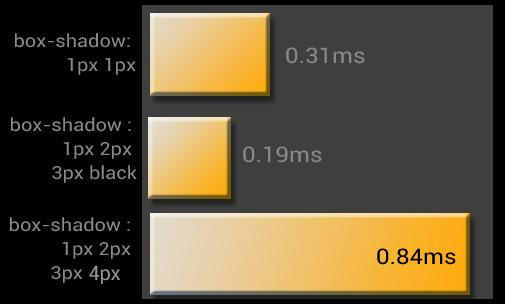 box-shadow:
1px 1px
0.31ms
box-shadow :
1px 2px
3px black
0.19ms
box-shadow :
1px 2px
3px 4px
0.84ms